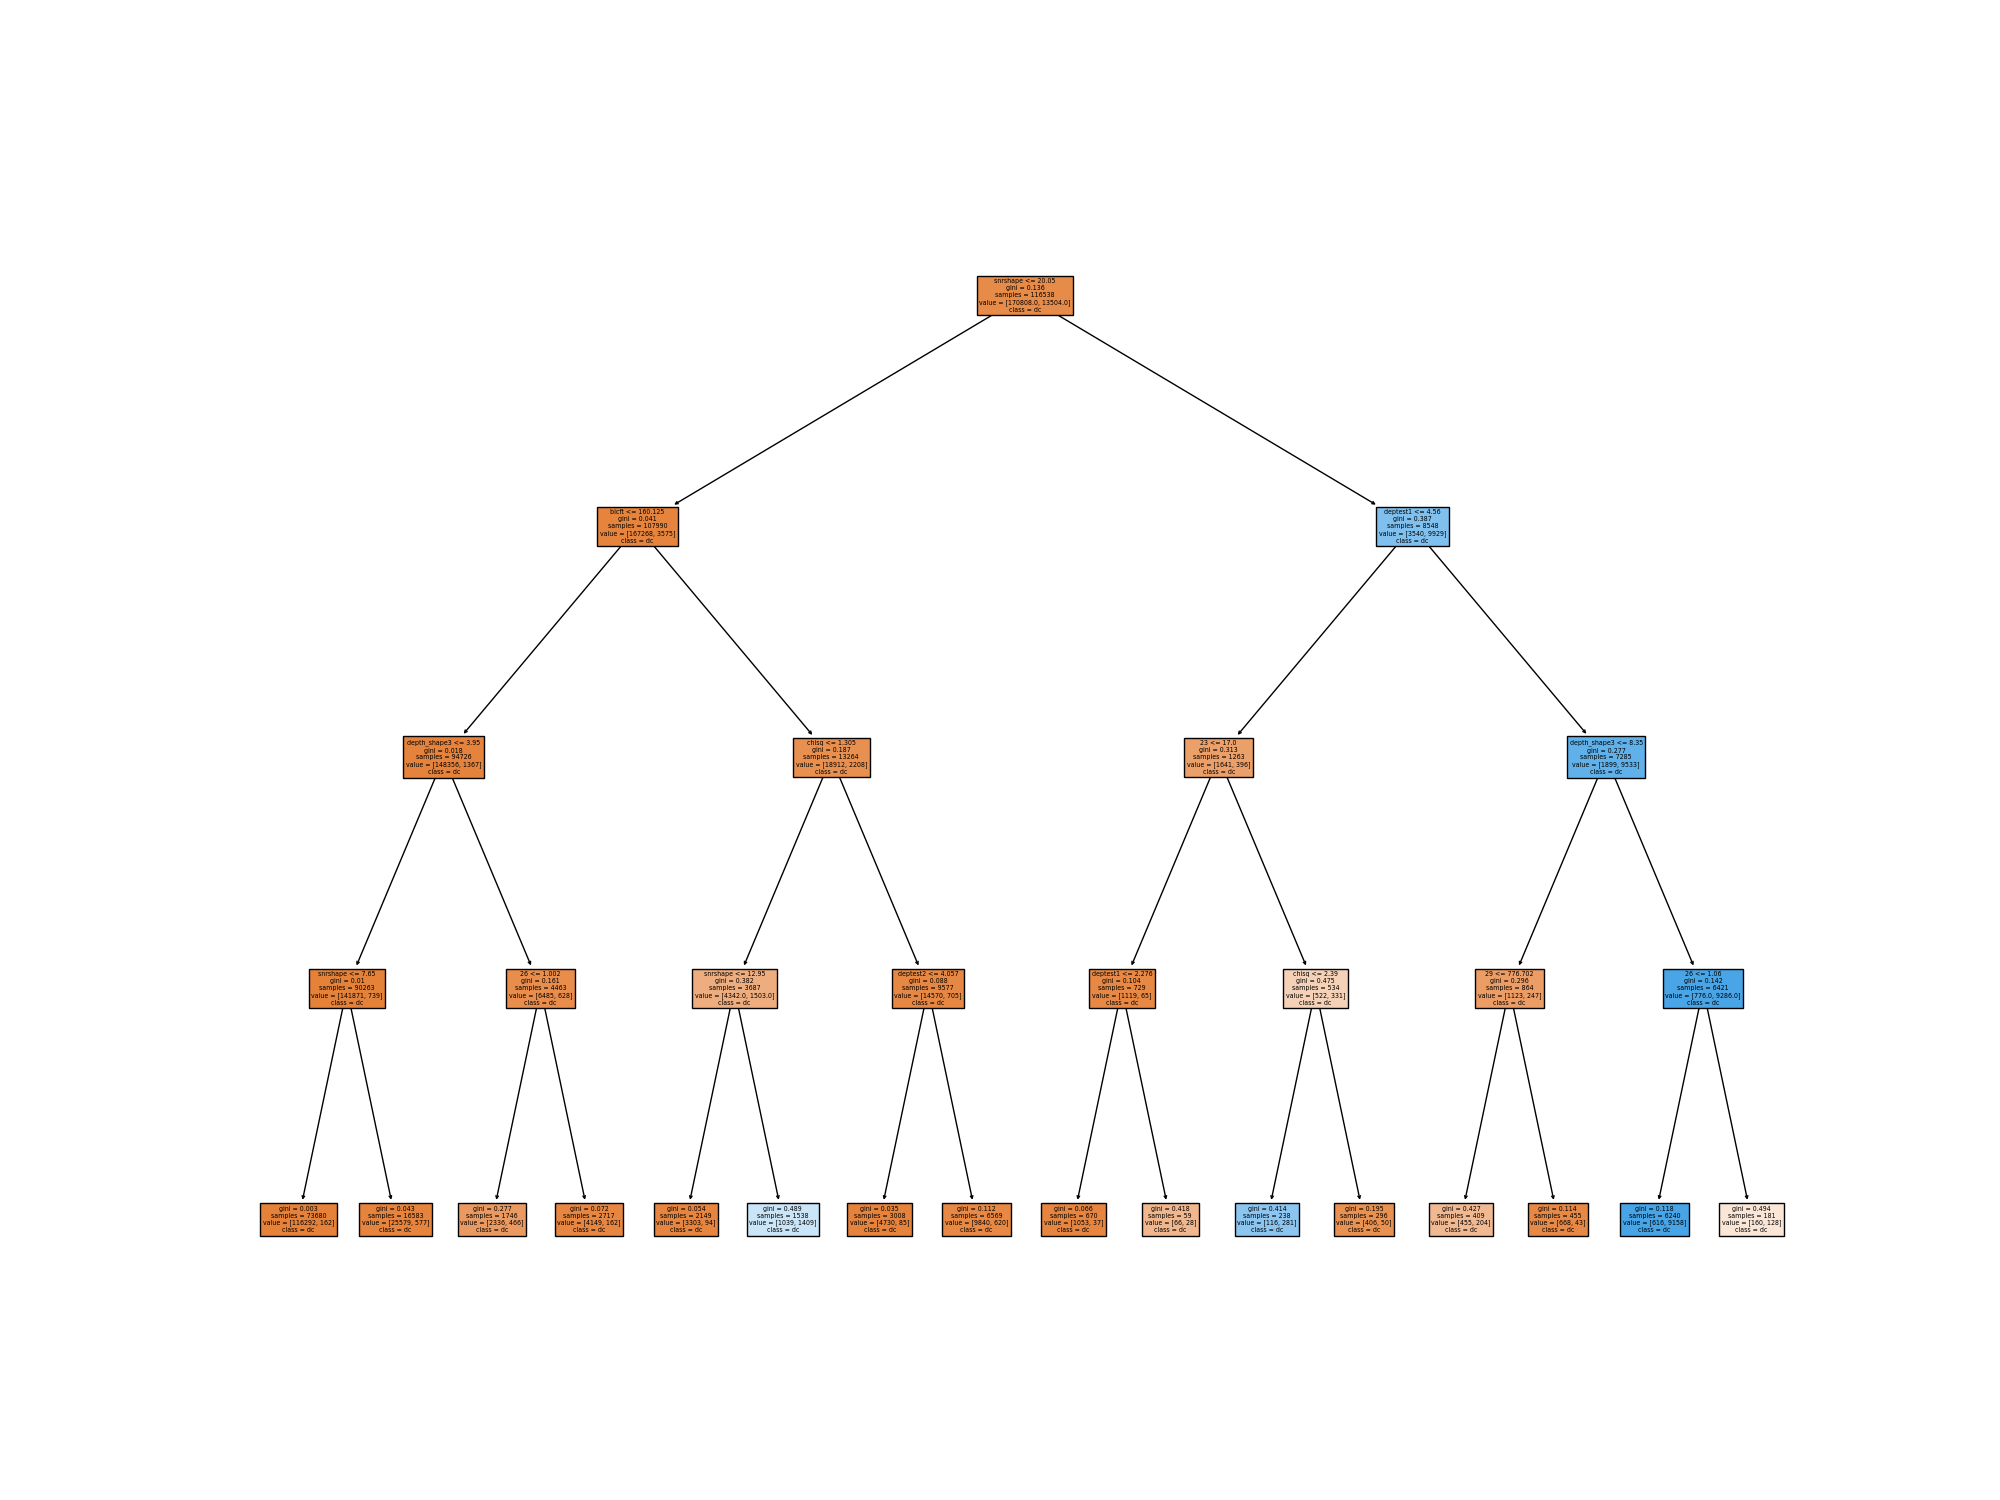 snrshape <= 20.05
gini = 0.136
samples = 116538
value = [170808.0, 13504.0]
class = dc
bicft <= 160.125
gini = 0.041
samples = 107990
value = [167268, 3575]
class = dc
deptest1 <= 4.56
gini = 0.387
samples = 8548
value = [3540, 9929]
class = dc
depth_shape3 <= 3.95
gini = 0.018
samples = 94726
value = [148356, 1367]
class = dc
chisq <= 1.305
gini = 0.187
samples = 13264
value = [18912, 2208]
class = dc
23 <= 17.0
gini = 0.313
samples = 1263
value = [1641, 396]
class = dc
depth_shape3 <= 8.35
gini = 0.277
samples = 7285
value = [1899, 9533]
class = dc
snrshape <= 7.65
gini = 0.01
samples = 90263
value = [141871, 739]
class = dc
26 <= 1.002
gini = 0.161
samples = 4463
value = [6485, 628]
class = dc
snrshape <= 12.95
gini = 0.382
samples = 3687
value = [4342.0, 1503.0]
class = dc
deptest2 <= 4.057
gini = 0.088
samples = 9577
value = [14570, 705]
class = dc
deptest1 <= 2.276
gini = 0.104
samples = 729
value = [1119, 65]
class = dc
chisq <= 2.39
gini = 0.475
samples = 534
value = [522, 331]
class = dc
29 <= 776.702
gini = 0.296
samples = 864
value = [1123, 247]
class = dc
26 <= 1.06
gini = 0.142
samples = 6421
value = [776.0, 9286.0]
class = dc
gini = 0.003
samples = 73680
value = [116292, 162]
class = dc
gini = 0.043
samples = 16583
value = [25579, 577]
class = dc
gini = 0.277
samples = 1746
value = [2336, 466]
class = dc
gini = 0.072
samples = 2717
value = [4149, 162]
class = dc
gini = 0.054
samples = 2149
value = [3303, 94]
class = dc
gini = 0.489
samples = 1538
value = [1039, 1409]
class = dc
gini = 0.035
samples = 3008
value = [4730, 85]
class = dc
gini = 0.112
samples = 6569
value = [9840, 620]
class = dc
gini = 0.066
samples = 670
value = [1053, 37]
class = dc
gini = 0.418
samples = 59
value = [66, 28]
class = dc
gini = 0.414
samples = 238
value = [116, 281]
class = dc
gini = 0.195
samples = 296
value = [406, 50]
class = dc
gini = 0.427
samples = 409
value = [455, 204]
class = dc
gini = 0.114
samples = 455
value = [668, 43]
class = dc
gini = 0.118
samples = 6240
value = [616, 9158]
class = dc
gini = 0.494
samples = 181
value = [160, 128]
class = dc